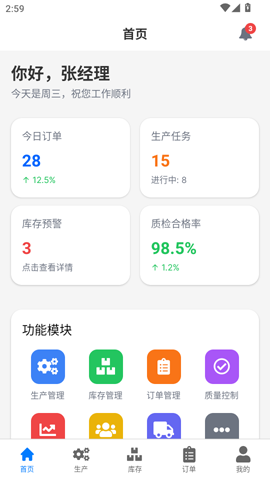 2:59
首页
3
你好，张经理
今天是周三，祝您工作顺利
今日订单
28
↑ 12.5%
生产任务
15
进行中: 8
库存预警
3
点击查看详情
质检合格率
98.5%
↑ 1.2%
功能模块
生产管理
库存管理
订单管理
质量控制
首页
生产
库存
订单
我的